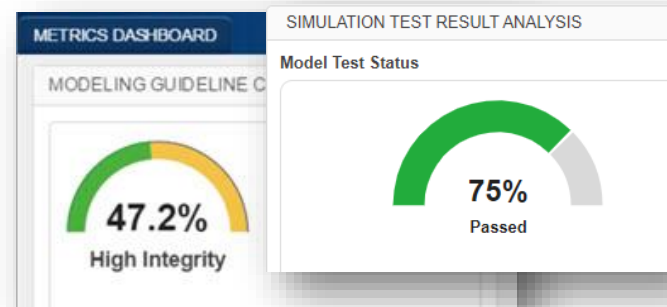 METRICS DASHBOARD
MODELING GUIDELINE C
47.2%
High Integrity
SIMULATION TEST RESULT ANALYSIS
Model Test Status
75%
Passed